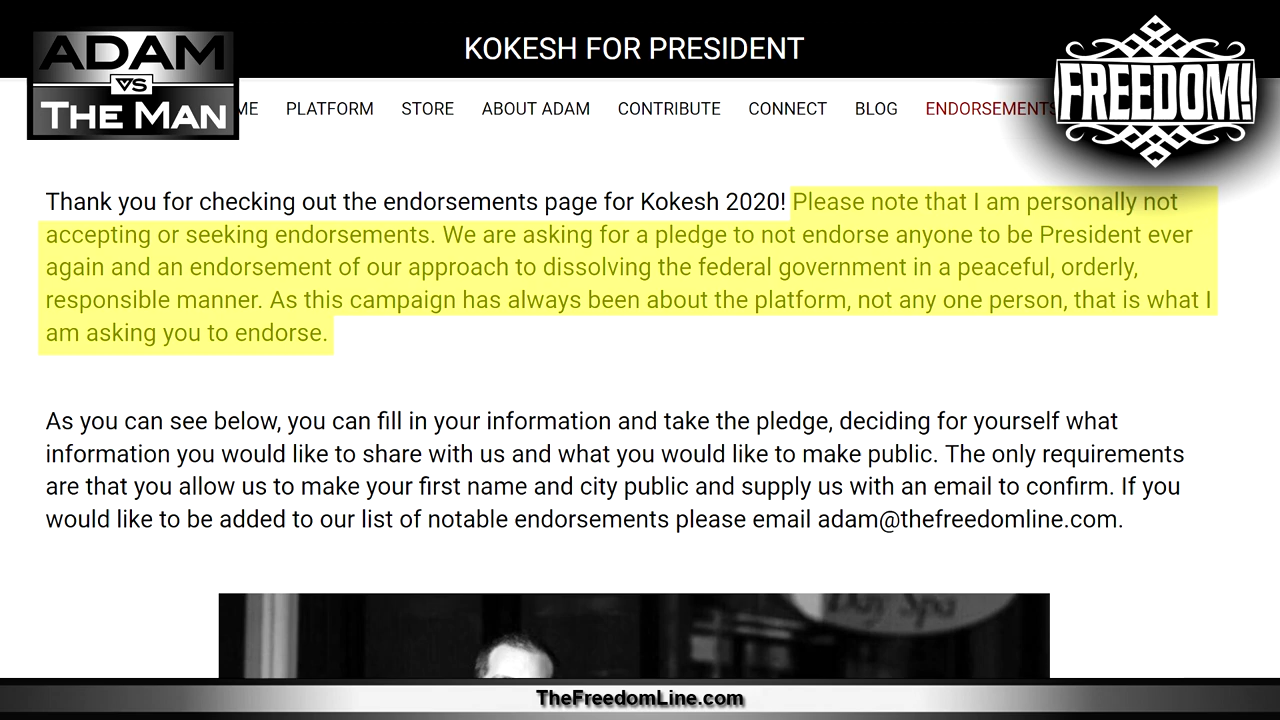 ADAM
VS
THE MAN
KOKESH FOR PRESIDENT
FREEDOM!
ME PLATFORM STORE ABOUT ADAM CONTRIBUTE CONNECT BLOG ENDORSEMENTS
Thank you for checking out the endorsements page for Kokesh 2020! Please note that I am personally not
accepting or seeking endorsements. We are asking for a pledge to not endorse anyone to be President ever
again and an endorsement of our approach to dissolving the federal government in a peaceful, orderly,
responsible manner. As this campaign has always been about the platform, not any one person, that is what I
am asking you to endorse.
As you can see below, you can fill in your information and take the pledge, deciding for yourself what
information you would like to share with us and what you would like to make public. The only requirements
are that you allow us to make your first name and city public and supply us with an email to confirm. If you
would like to be added to our list of notable endorsements please email adam@thefreedomline.com.
TheFreedomLine.com